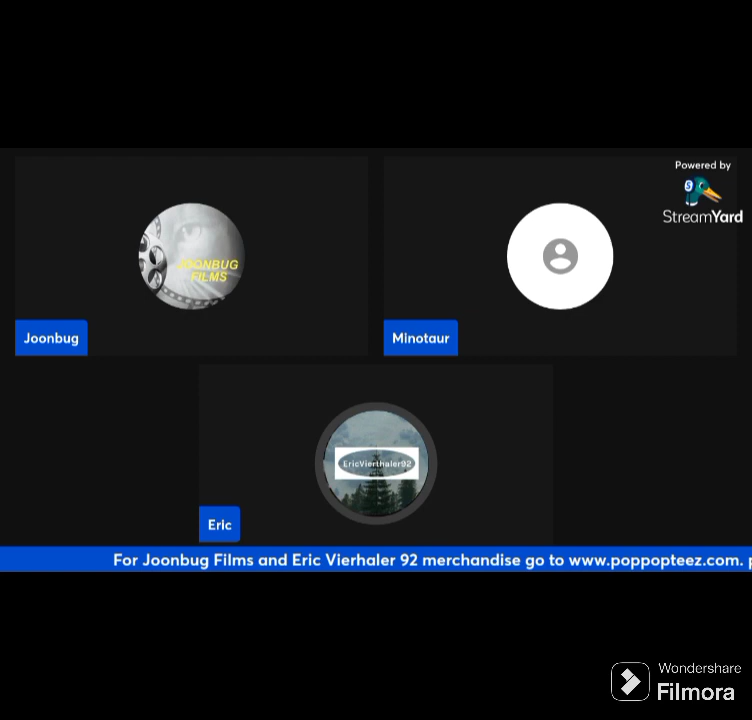 Powered by
S
StreamYard
JOONBUG
FILMS
Joonbug
Minotaur
EricVierthaler92
Eric
For Joonbug Films and Eric Vierhaler 92 merchandise go to www.poppopteez.com. p
Wondershare
Filmora